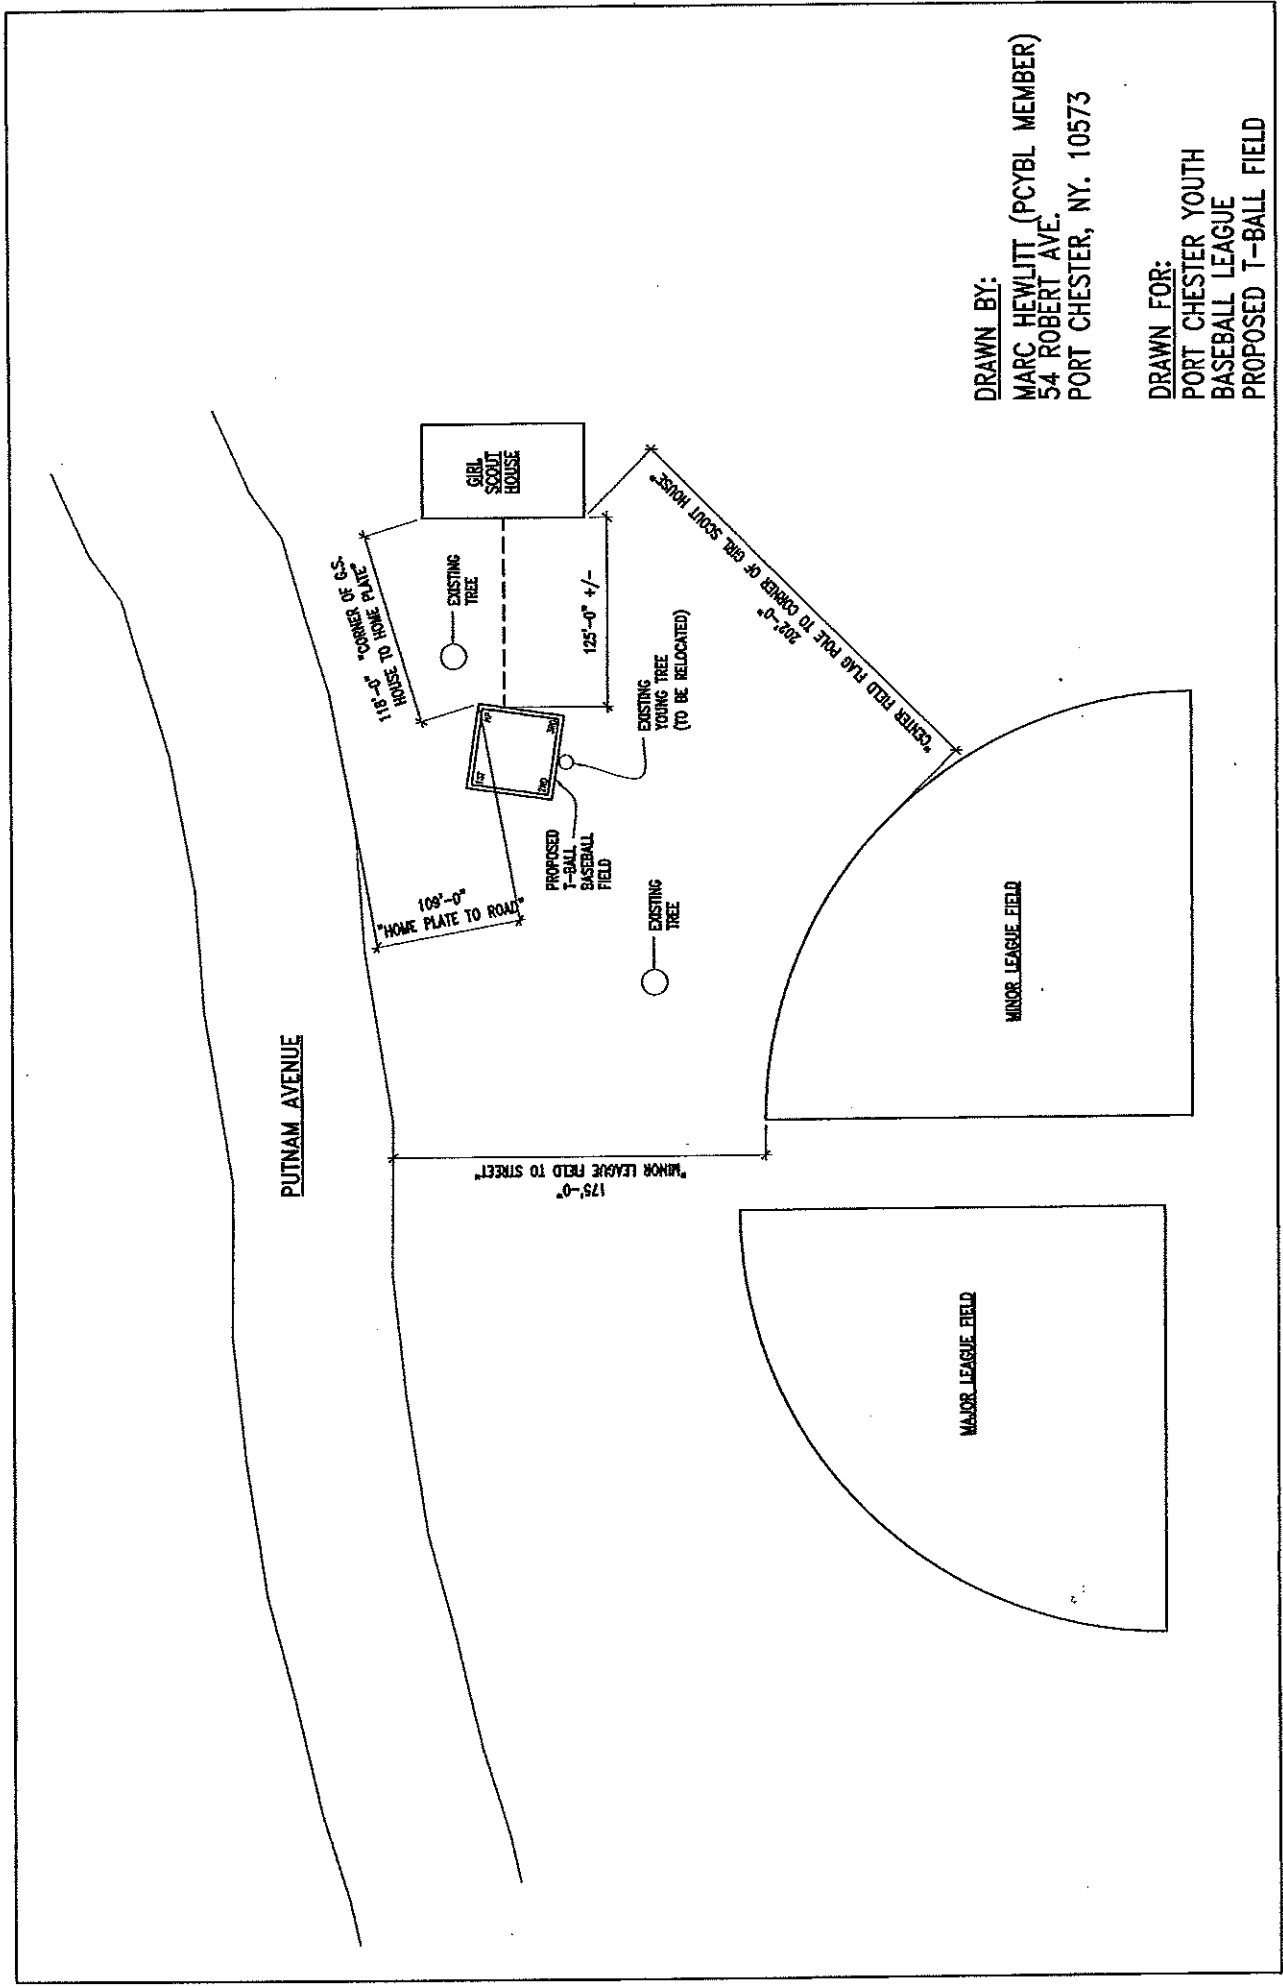 PUTNAM AVENUE
118'-0" "CORNER OF G.S.
HOUSE TO HOME PLATE"
GIRL
SCOUT
HOUSE
EXISTING
TREE
125'-0" +/-
HP
1ST
2ND
3RD
EXISTING
YOUNG TREE
(TO BE RELOCATED)
PROPOSED
T-BALL
BASEBALL
FIELD
109'-0"
"HOME PLATE TO ROAD"
EXISTING
TREE
202'-0"
"CENTER FIELD FLAG POLE TO CORNER OF GIRL SCOUT HOUSE"
175'-0"
"MINOR LEAGUE FIELD TO STREET"
MINOR LEAGUE FIELD
MAJOR LEAGUE FIELD
DRAWN BY:
MARC HEWLITT (PCYBL MEMBER)
54 ROBERT AVE.
PORT CHESTER, NY. 10573
DRAWN FOR:
PORT CHESTER YOUTH
BASEBALL LEAGUE
PROPOSED T-BALL FIELD